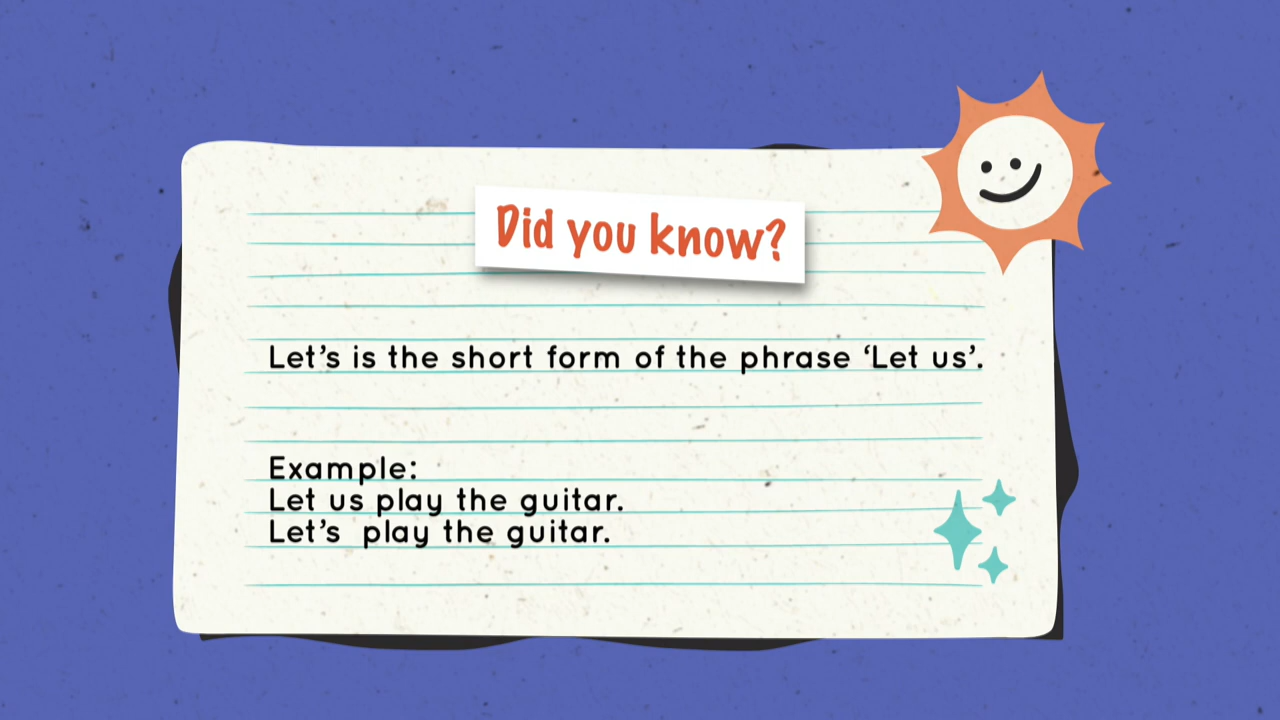 Did you know?
Let’s is the short form of the phrase ‘Let us’.
Example:
Let us play the guitar.
Let’s  play the guitar.